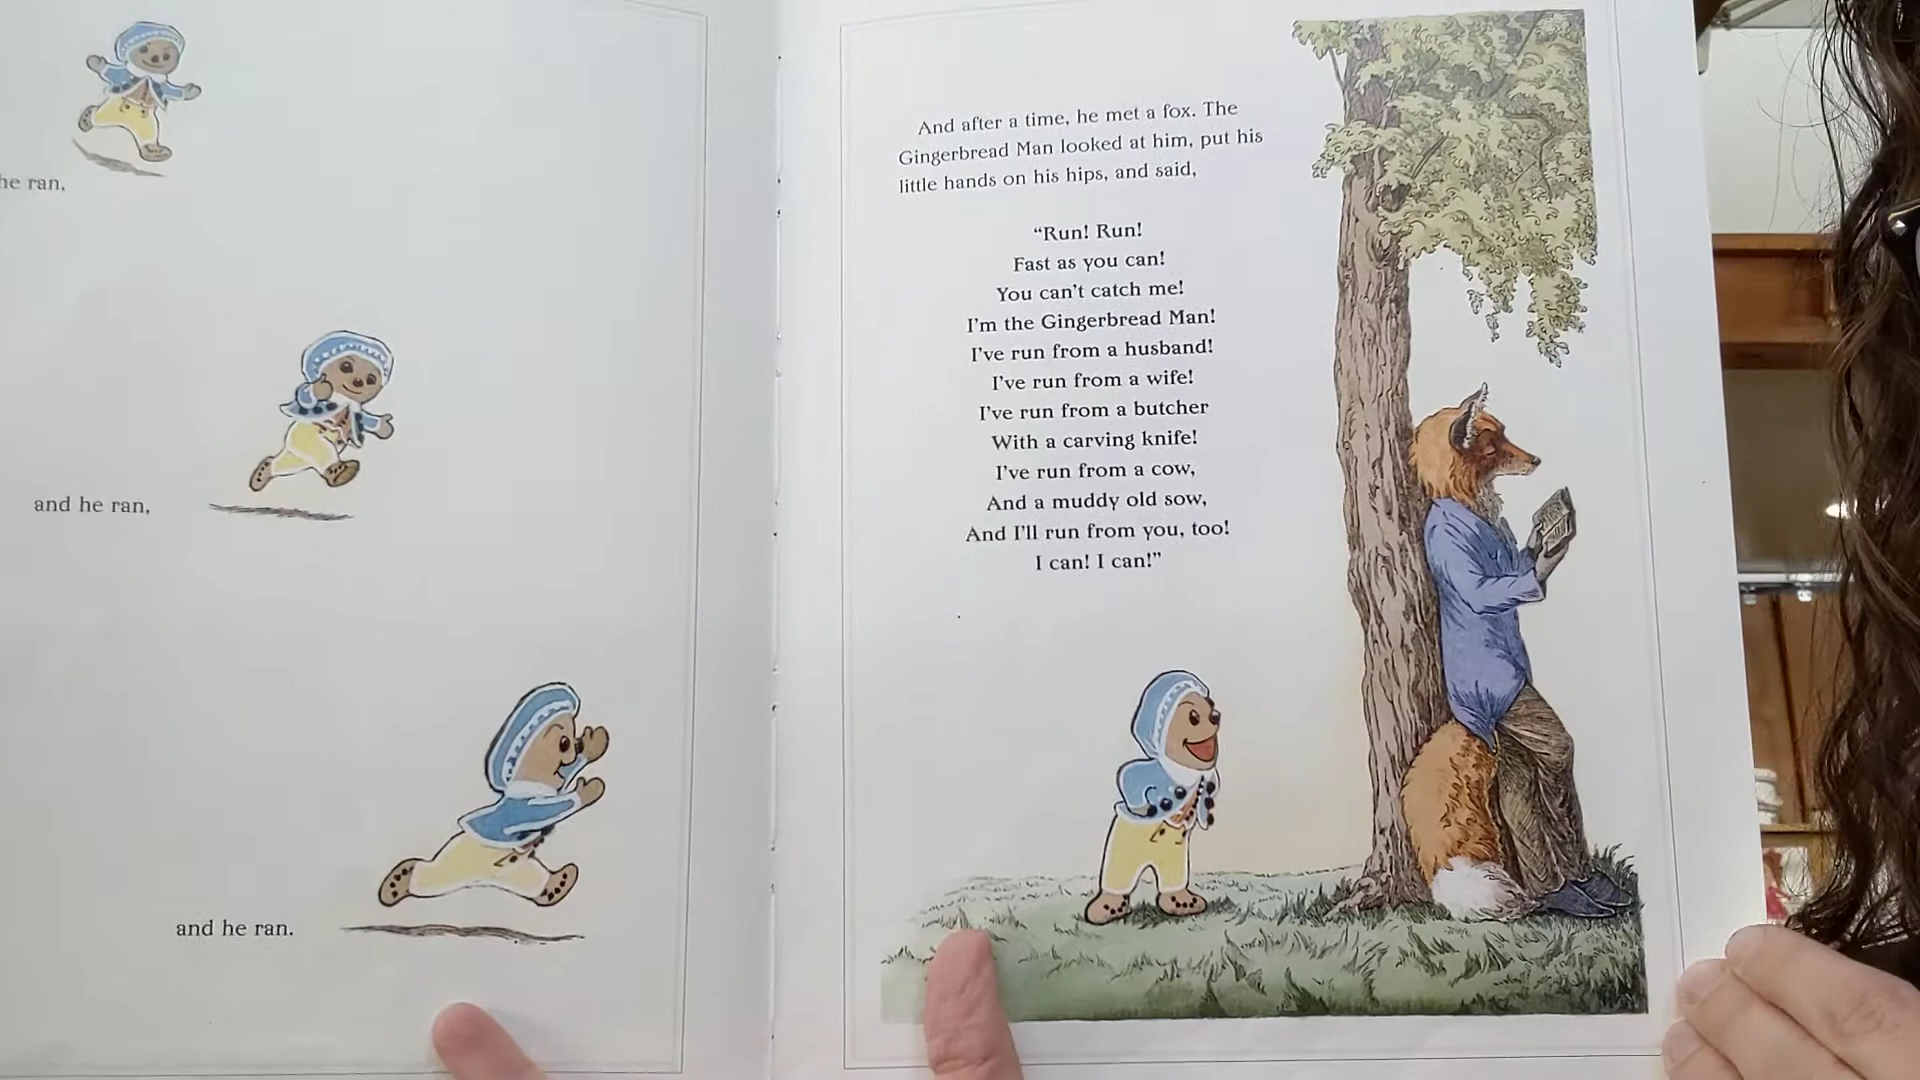 he ran,
and he ran,
and he ran.
And after a time, he met a fox. The
Gingerbread Man looked at him, put his
little hands on his hips, and said,
“Run! Run!
Fast as you can!
You can't catch me!
I'm the Gingerbread Man!
I've run from a husband!
I've run from a wife!
I've run from a butcher
With a carving knife!
I've run from a cow,
And a muddy old sow,
And I'll run from you, too!
I can! I can!”